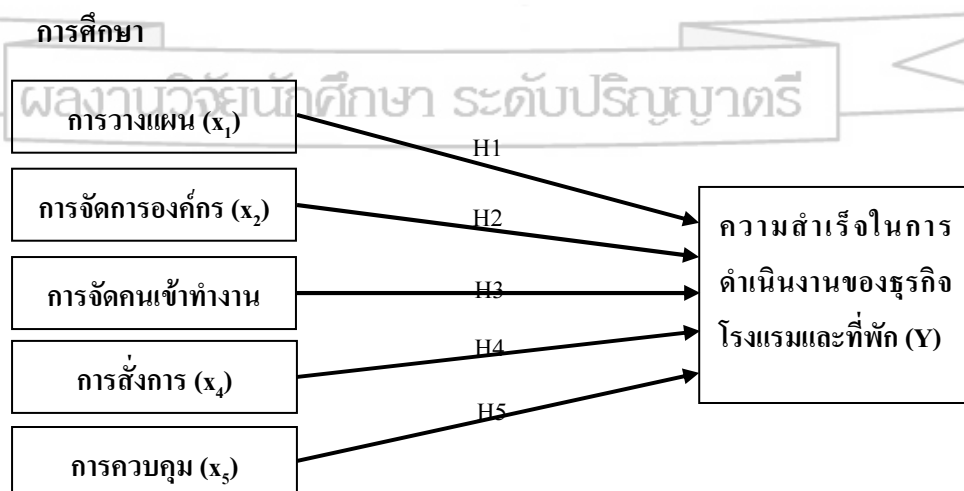 การศึกษา
ผลงานวิจัยนักศึกษา ระดับปริญญาตรี
การวางแผน (x₁)
H1
การจัดการองค์กร (x₂)
H2
ความสำเร็จในการ
ดำเนินงานของธุรกิจ
โรงแรมและที่พัก (Y)
การจัดคนเข้าทำงาน
H3
การสั่งการ (x₄)
H4
การควบคุม (x₅)
H5